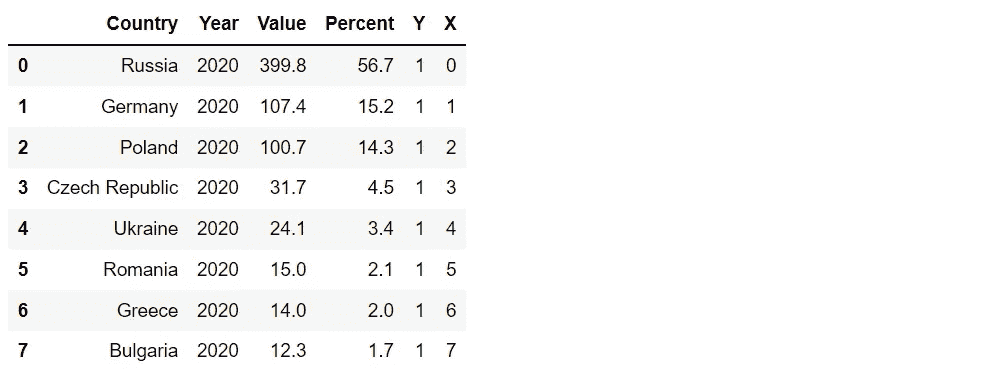 Country Year Value Percent Y X
0 Russia 2020 399.8 56.7 1 0
1 Germany 2020 107.4 15.2 1 1
2 Poland 2020 100.7 14.3 1 2
3 Czech Republic 2020 31.7 4.5 1 3
4 Ukraine 2020 24.1 3.4 1 4
5 Romania 2020 15.0 2.1 1 5
6 Greece 2020 14.0 2.0 1 6
7 Bulgaria 2020 12.3 1.7 1 7